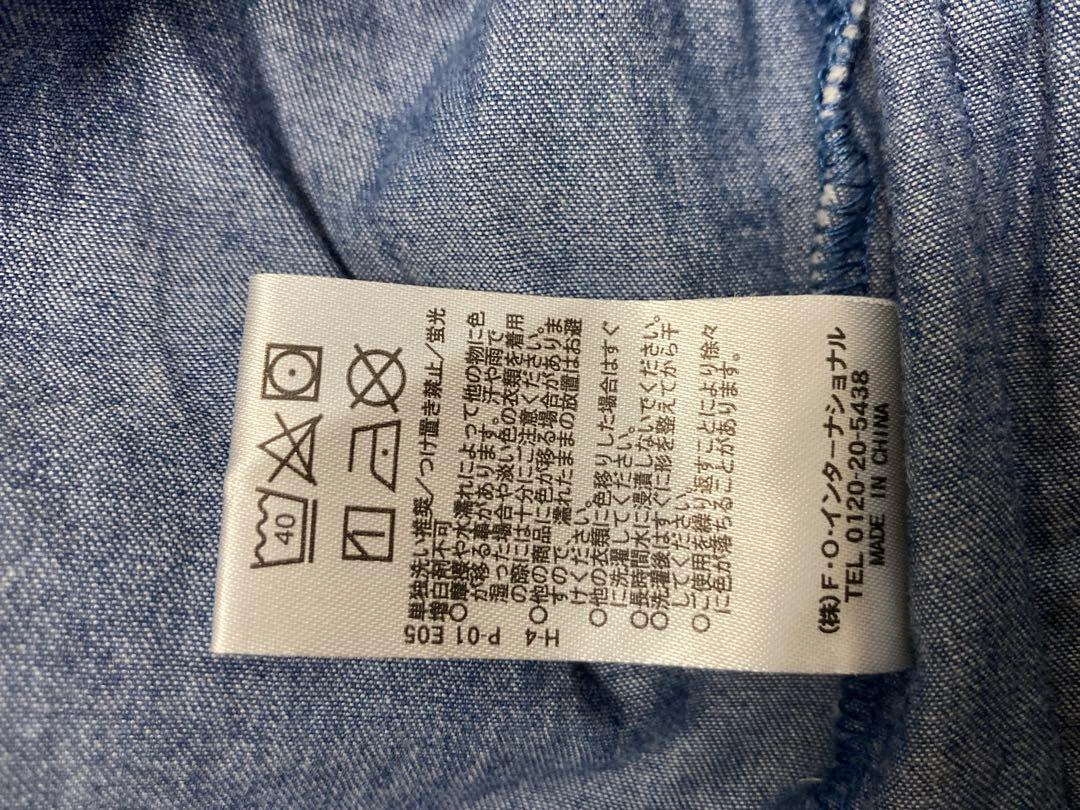 40
単独洗い推奨/つけ置き禁止/蛍光
増白剤不可
○摩擦や水濡れによって他の物に色
が移る事があります。汗や雨で
湿った場合や淡い色の衣類を着用
の際には十分にご注意ください。
○他の商品に色が移る場合がありま
すので、濡れたままの放置はお避
けください。
○他の衣類に色移りした場合はすぐ
に洗濯してください。
○長時間水に浸漬しないでください。
○洗濯後はすぐに形を整えてから干
してください。
○ご使用を繰り返すことにより徐々
に色が落ちることがあります。
(株)F・O・インターナショナル
TEL 0120-20-5438
MADE IN CHINA